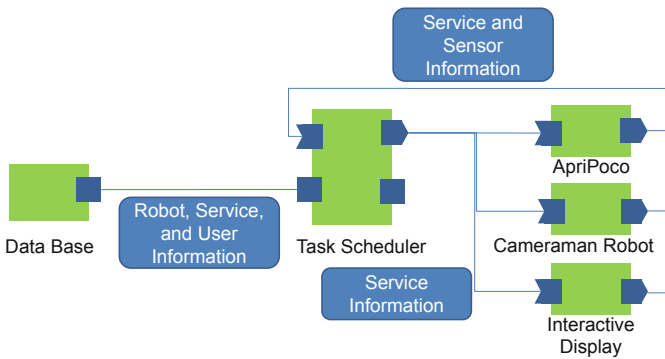 Service and
Sensor
Information
ApriPoco
Robot, Service,
and User
Information
Data Base
Task Scheduler
Cameraman Robot
Service
Information
Interactive
Display